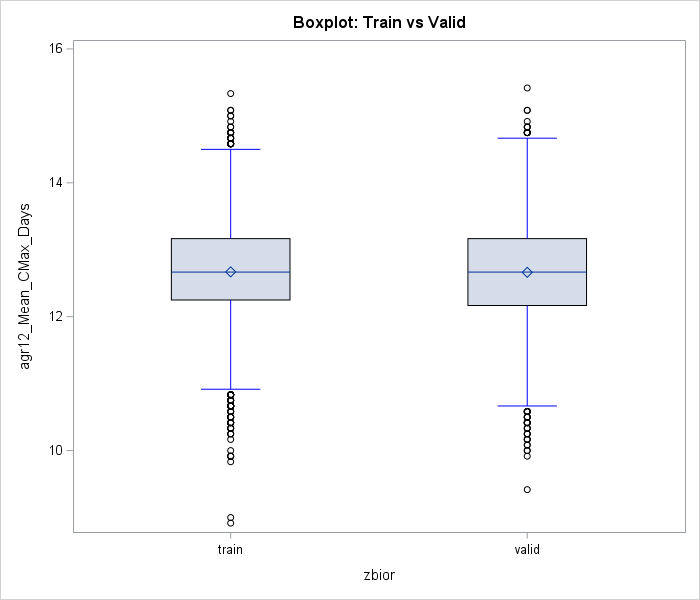 Boxplot: Train vs Valid
16
14
12
10
agr12_Mean_CMax_Days
train
valid
zbior